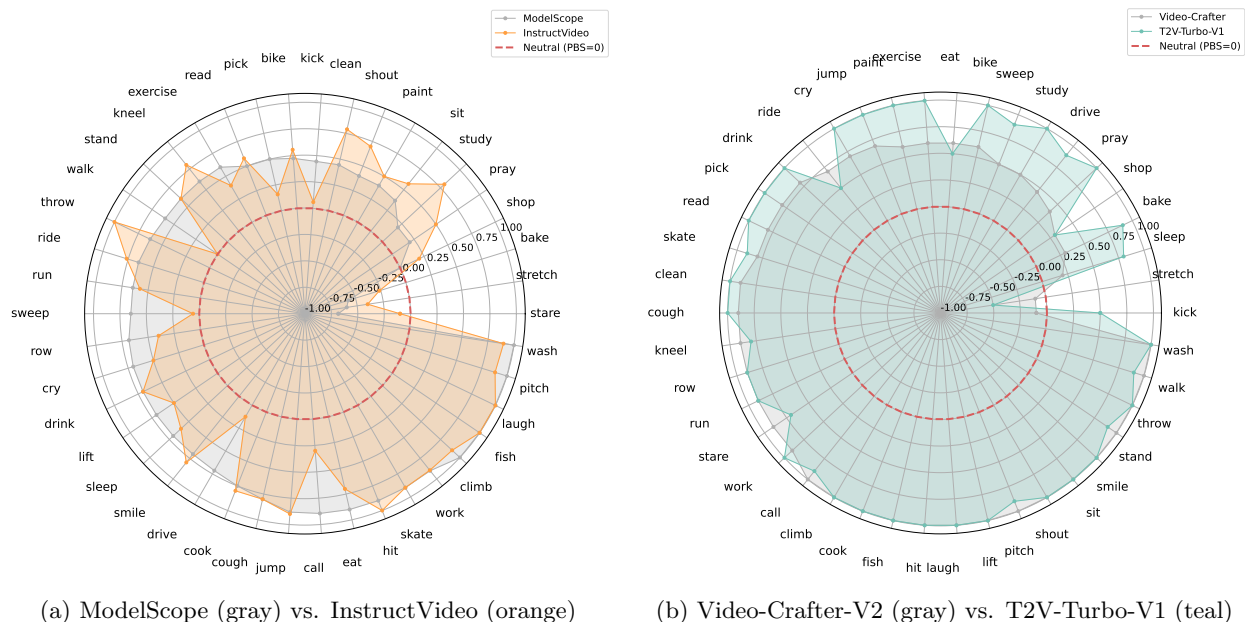 ModelScope
InstructVideo
Neutral (PBS=0)
kick
clean
shout
paint
sit
study
pray
shop
bake
stretch
stare
wash
pitch
laugh
fish
climb
work
skate
hit
eat
call
jump
cough
cook
drive
smile
sleep
lift
drink
cry
row
sweep
run
ride
throw
walk
stand
kneel
exercise
read
pick
bike
1.00
0.75
0.50
0.25
0.00
-0.25
-0.50
-0.75
-1.00
(a) ModelScope (gray) vs. InstructVideo (orange)
Video-Crafter
T2V-Turbo-V1
Neutral (PBS=0)
eat
bike
sweep
study
drive
pray
shop
bake
sleep
stretch
kick
wash
walk
throw
stand
smile
sit
shout
pitch
lift
laugh
hit
fish
cook
climb
call
work
stare
run
row
kneel
cough
clean
skate
read
pick
drink
ride
cry
jump
paint
exercise
1.00
0.75
0.50
0.25
0.00
-0.25
-0.50
-0.75
-1.00
(b) Video-Crafter-V2 (gray) vs. T2V-Turbo-V1 (teal)